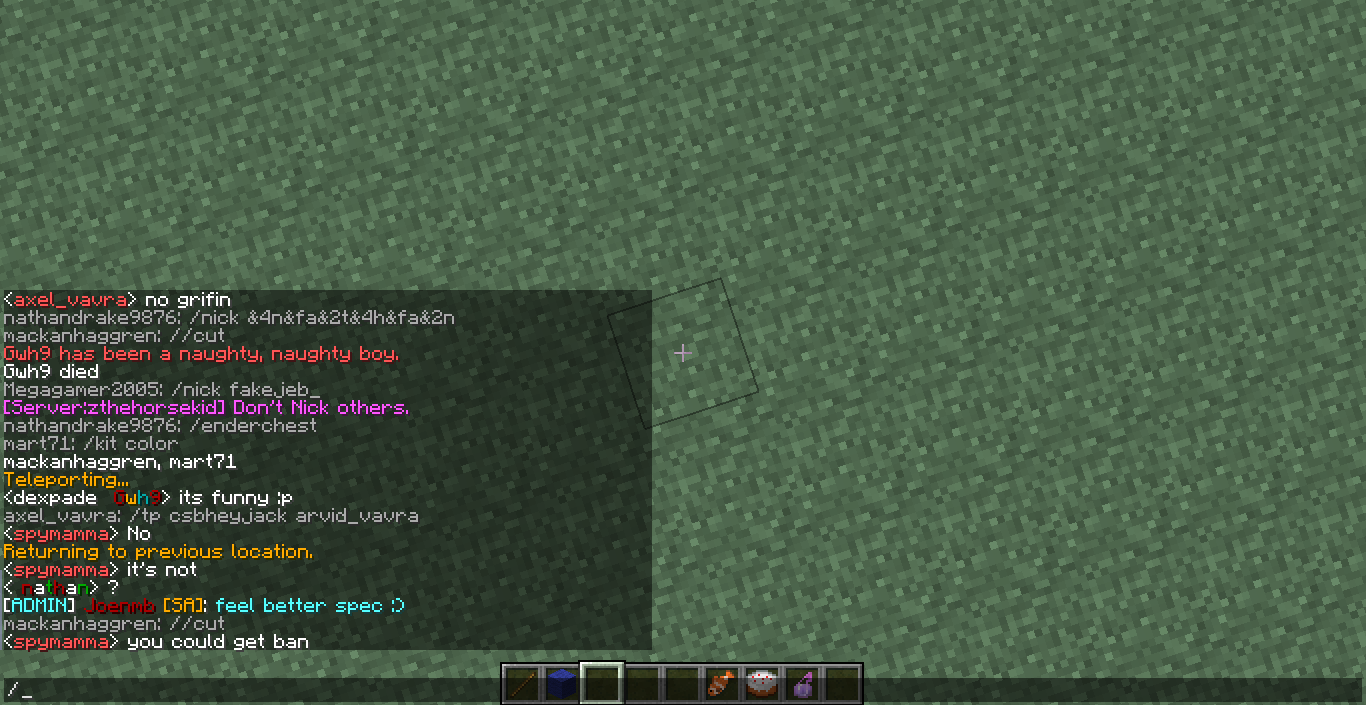 <axel_vavra> no grifin
nathandrake9876: /nick &4n&fa&2t&4h&fa&2n
mackanhaggren: //cut
Gwh9 has been a naughty, naughty boy.
Gwh9 died
Megagamer2005: /nick fakejeb_
[Server:zthehorsekid] Don't Nick others.
nathandrake9876: /enderchest
mart71: /kit color
mackanhaggren, mart71
Teleporting...
<dexpade Gwh9> its funny :p
axel_vavra: /tp csbheyjack arvid_vavra
<spymamma> No
Returning to previous location.
<spymamma> it's not
< nathan> ?
[ADMIN] Joenmb [SA]: feel better spec :)
mackanhaggren: //cut
<spymamma> you could get ban
/_